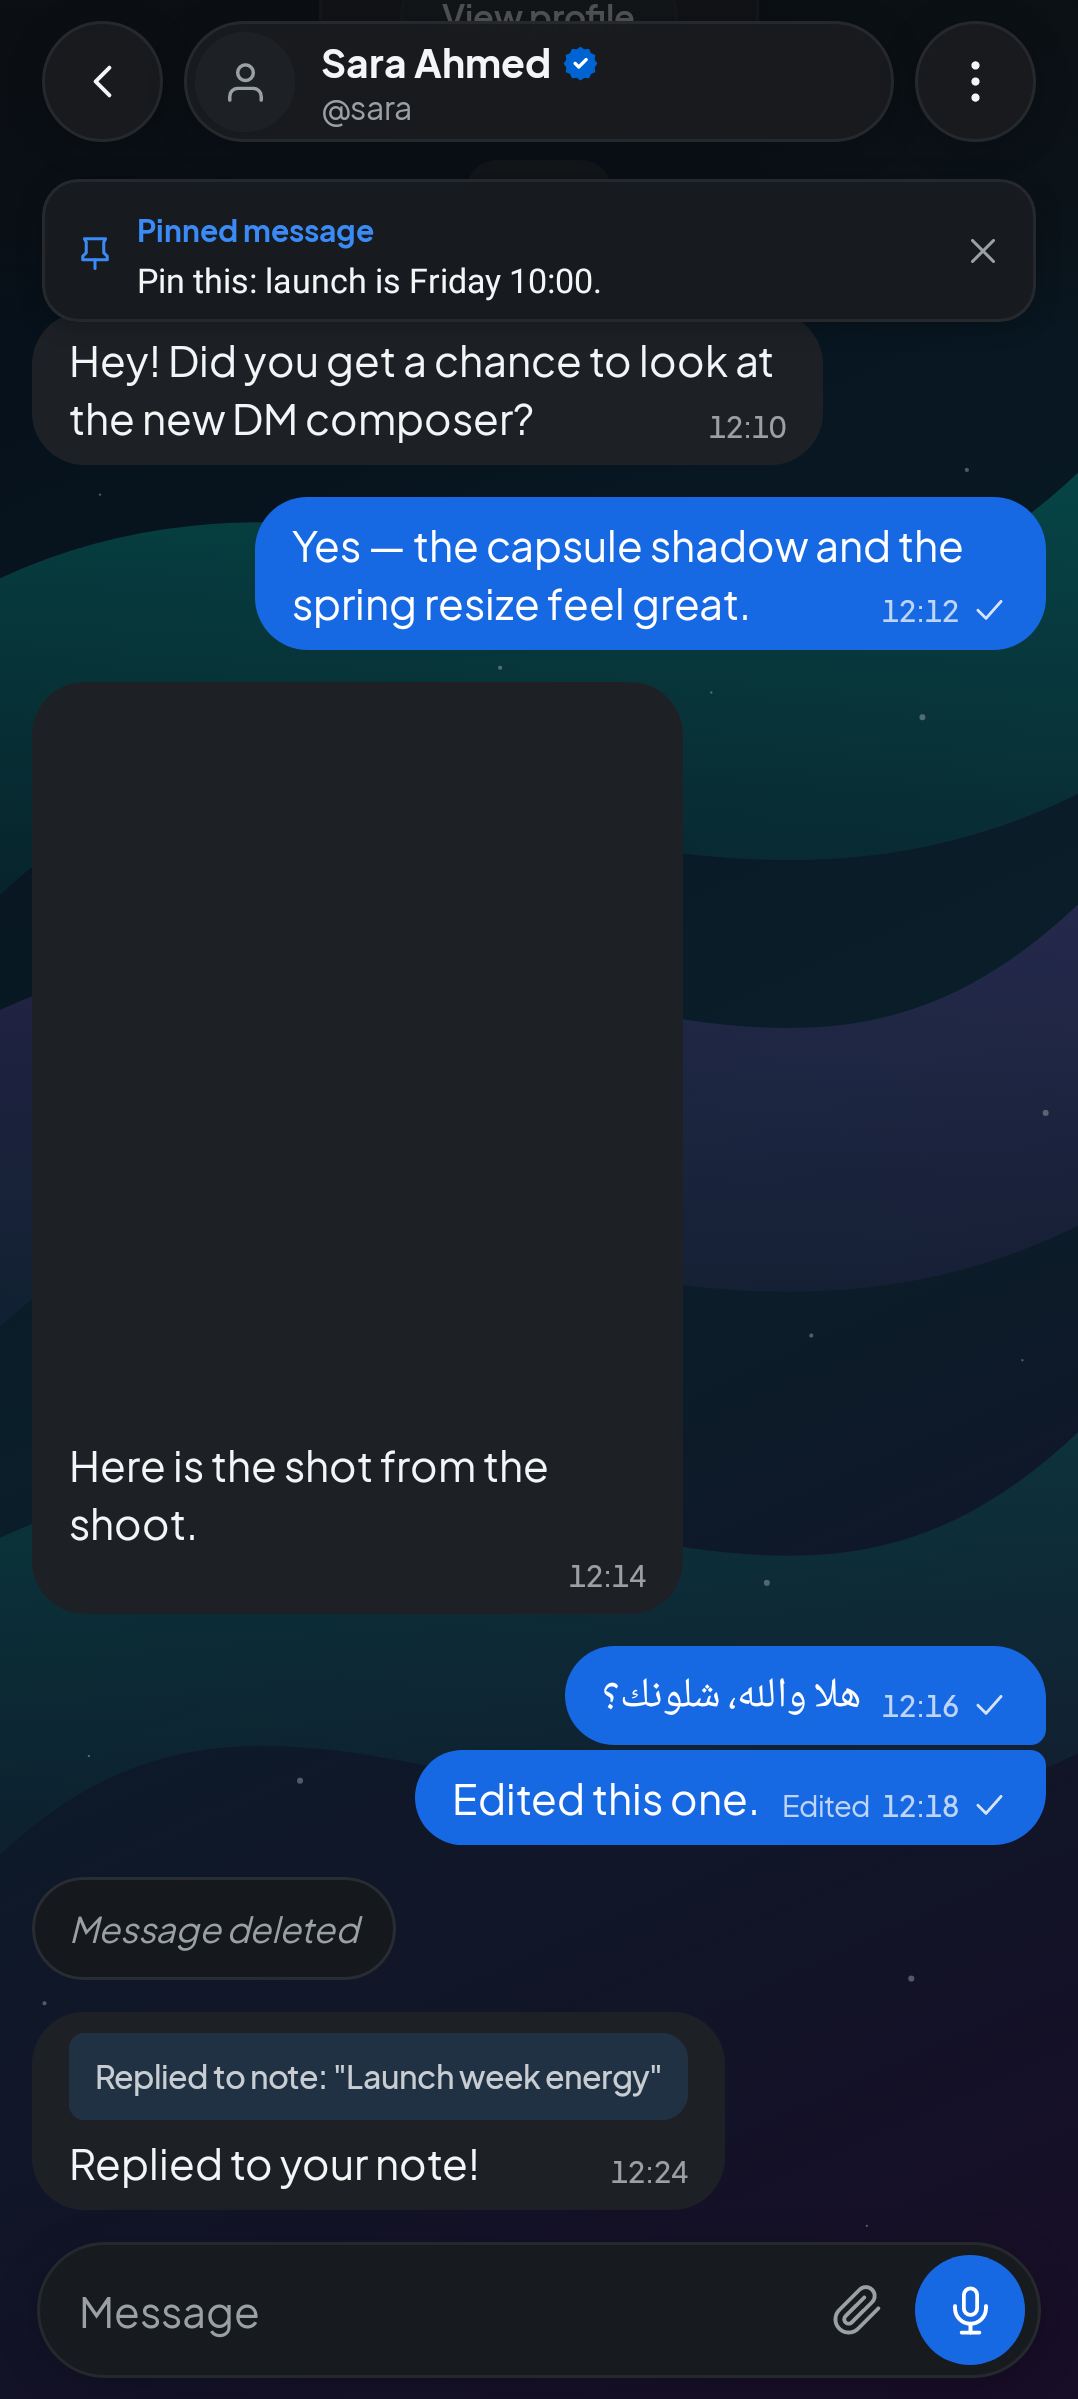 View profile
Sara Ahmed
@sara
Pinned message
Pin this: launch is Friday 10:00.
Hey! Did you get a chance to look at
the new DM composer?
12:10
Yes — the capsule shadow and the
spring resize feel great.
12:12
Here is the shot from the
shoot.
12:14
هلا والله، شلونك؟
12:16
Edited this one.
Edited 12:18
Message deleted
Replied to note: "Launch week energy"
Replied to your note!
12:24
Message